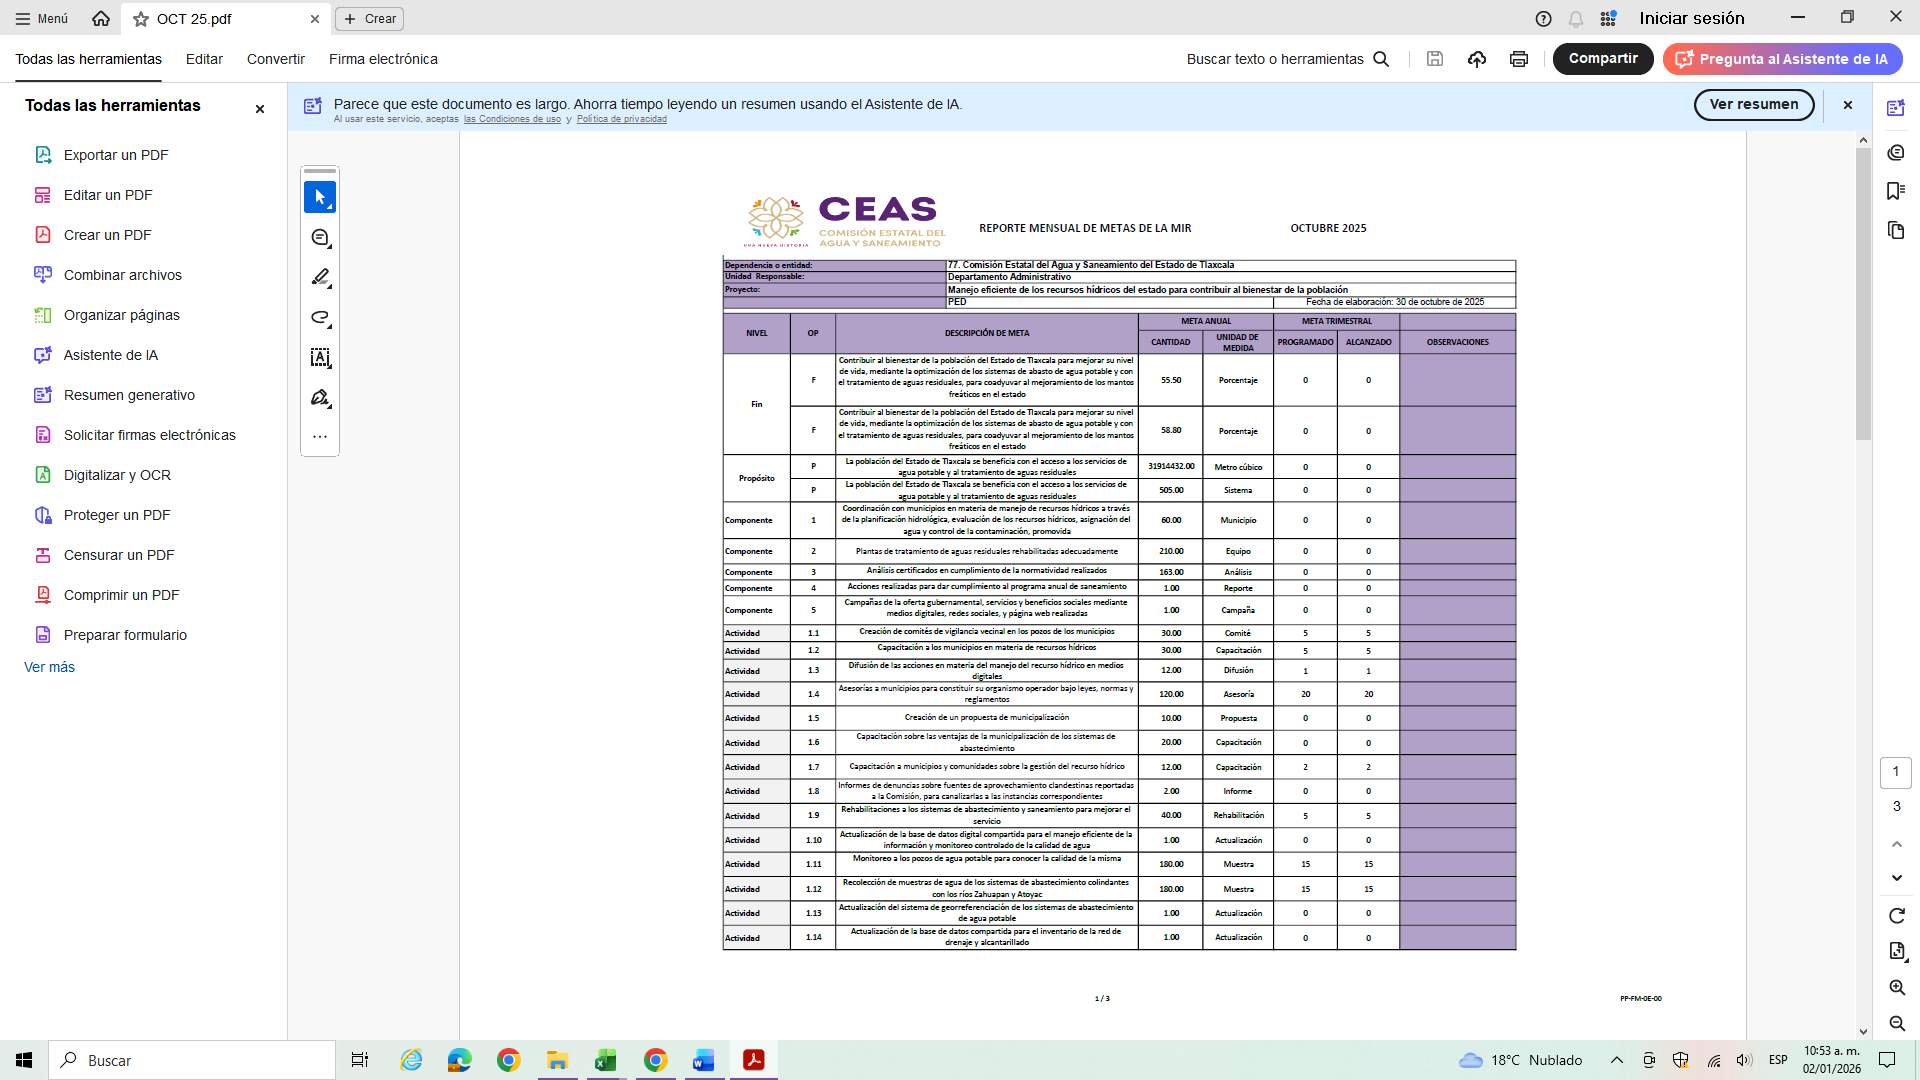 Menú
OCT 25.pdf
Crear
Iniciar sesión
Todas las herramientas
Editar
Convertir
Firma electrónica
Buscar texto o herramientas
Compartir
Pregunta al Asistente de IA
Todas las herramientas
Exportar un PDF
Editar un PDF
Crear un PDF
Combinar archivos
Organizar páginas
Asistente de IA
Resumen generativo
Solicitar firmas electrónicas
Digitalizar y OCR
Proteger un PDF
Censurar un PDF
Comprimir un PDF
Preparar formulario
Ver más
Parece que este documento es largo. Ahorra tiempo leyendo un resumen usando el Asistente de IA.
Al usar este servicio, aceptas las Condiciones de uso y Política de privacidad
Ver resumen
UNA NUEVA HISTORIA
CEAS
COMISIÓN ESTATAL DEL
AGUA Y SANEAMIENTO
REPORTE MENSUAL DE METAS DE LA MIR OCTUBRE 2025
Dependencia o entidad: 77. Comisión Estatal del Agua y Saneamiento del Estado de Tlaxcala
Unidad Responsable: Departamento Administrativo
Proyecto: Manejo eficiente de los recursos hídricos del estado para contribuir al bienestar de la población
PED Fecha de elaboración: 30 de octubre de 2025
NIVEL OP DESCRIPCIÓN DE META META ANUAL META TRIMESTRAL
CANTIDAD UNIDAD DE MEDIDA PROGRAMADO ALCANZADO OBSERVACIONES
Fin
F Contribuir al bienestar de la población del Estado de Tlaxcala para mejorar su nivel
de vida, mediante la optimización de los sistemas de abasto de agua potable y con
el tratamiento de aguas residuales, para coadyuvar al mejoramiento de los mantos
freáticos en el estado
55.50 Porcentaje 0 0
F Contribuir al bienestar de la población del Estado de Tlaxcala para mejorar su nivel
de vida, mediante la optimización de los sistemas de abasto de agua potable y con
el tratamiento de aguas residuales, para coadyuvar al mejoramiento de los mantos
freáticos en el estado
58.80 Porcentaje 0 0
Propósito
P La población del Estado de Tlaxcala se beneficia con el acceso a los servicios de
agua potable y al tratamiento de aguas residuales
31914432.00 Metro cúbico 0 0
P La población del Estado de Tlaxcala se beneficia con el acceso a los servicios de
agua potable y al tratamiento de aguas residuales
505.00 Sistema 0 0
Componente 1 Coordinación con municipios en materia de manejo de recursos hídricos a través
de la planificación hidrológica, evaluación de los recursos hídricos, asignación del
agua y control de la contaminación, promovida
60.00 Municipio 0 0
Componente 2 Plantas de tratamiento de aguas residuales rehabilitadas adecuadamente 210.00 Equipo 0 0
Componente 3 Análisis certificados en cumplimiento de la normatividad realizados 163.00 Análisis 0 0
Componente 4 Acciones realizadas para dar cumplimiento al programa anual de saneamiento 1.00 Reporte 0 0
Componente 5 Campañas de la oferta gubernamental, servicios y beneficios sociales mediante
medios digitales, redes sociales, y página web realizadas
1.00 Campaña 0 0
Actividad 1.1 Creación de comités de vigilancia vecinal en los pozos de los municipios 30.00 Comité 5 5
Actividad 1.2 Capacitación a los municipios en materia de recursos hídricos 30.00 Capacitación 5 5
Actividad 1.3 Difusión de las acciones en materia del manejo del recurso hídrico en medios
digitales
12.00 Difusión 1 1
Actividad 1.4 Asesorías a municipios para constituir su organismo operador bajo leyes, normas y
reglamentos
120.00 Asesoría 20 20
Actividad 1.5 Creación de un propuesta de municipalización 10.00 Propuesta 0 0
Actividad 1.6 Capacitación sobre las ventajas de la municipalización de los sistemas de
abastecimiento
20.00 Capacitación 0 0
Actividad 1.7 Capacitación a municipios y comunidades sobre la gestión del recurso hídrico 12.00 Capacitación 2 2
Actividad 1.8 Informes de denuncias sobre fuentes de aprovechamiento clandestinas reportadas
a la Comisión, para canalizarlas a las instancias correspondientes
2.00 Informe 0 0
Actividad 1.9 Rehabilitaciones a los sistemas de abastecimiento y saneamiento para mejorar el
servicio
40.00 Rehabilitación 5 5
Actividad 1.10 Actualización de la base de datos digital compartida para el manejo eficiente de la
información y monitoreo controlado de la calidad de agua
1.00 Actualización 0 0
Actividad 1.11 Monitoreo a los pozos de agua potable para conocer la calidad de la misma 180.00 Muestra 15 15
Actividad 1.12 Recolección de muestras de agua de los sistemas de abastecimiento colindantes
con los ríos Zahuapan y Atoyac
180.00 Muestra 15 15
Actividad 1.13 Actualización del sistema de georreferenciación de los sistemas de abastecimiento
de agua potable
1.00 Actualización 0 0
Actividad 1.14 Actualización de la base de datos compartida para el inventario de la red de
drenaje y alcantarillado
1.00 Actualización 0 0
1 / 3
PP-FM-0E-00
1
3
Buscar
18°C Nublado
ESP
10:53 a. m.
02/01/2026